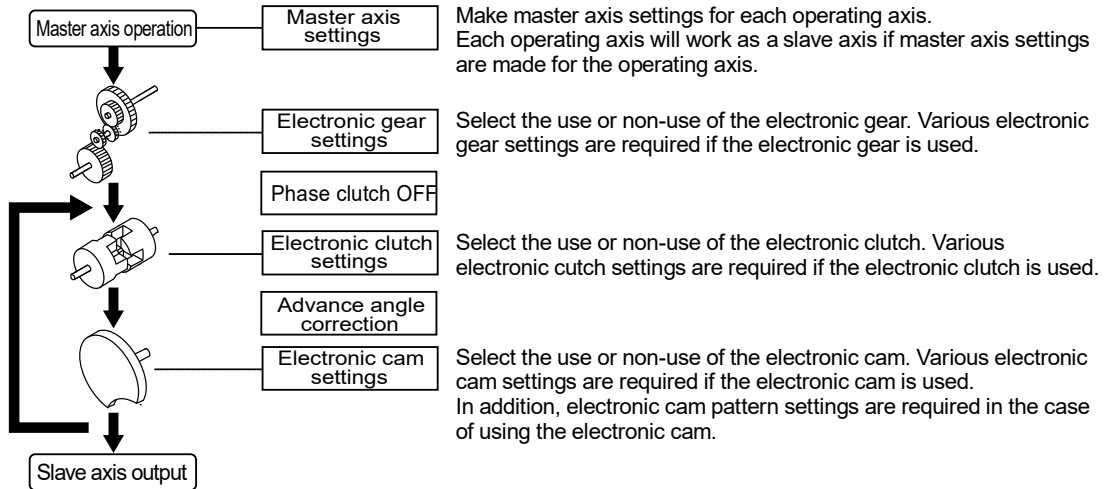 Master axis operation
Master axis
settings
Make master axis settings for each operating axis.
Each operating axis will work as a slave axis if master axis settings
are made for the operating axis.
Electronic gear
settings
Select the use or non-use of the electronic gear. Various electronic
gear settings are required if the electronic gear is used.
Phase clutch OFF
Electronic clutch
settings
Select the use or non-use of the electronic clutch. Various
electronic cutch settings are required if the electronic clutch is used.
Advance angle
correction
Electronic cam
settings
Select the use or non-use of the electronic cam. Various electronic
cam settings are required if the electronic cam is used.
In addition, electronic cam pattern settings are required in the case
of using the electronic cam.
Slave axis output